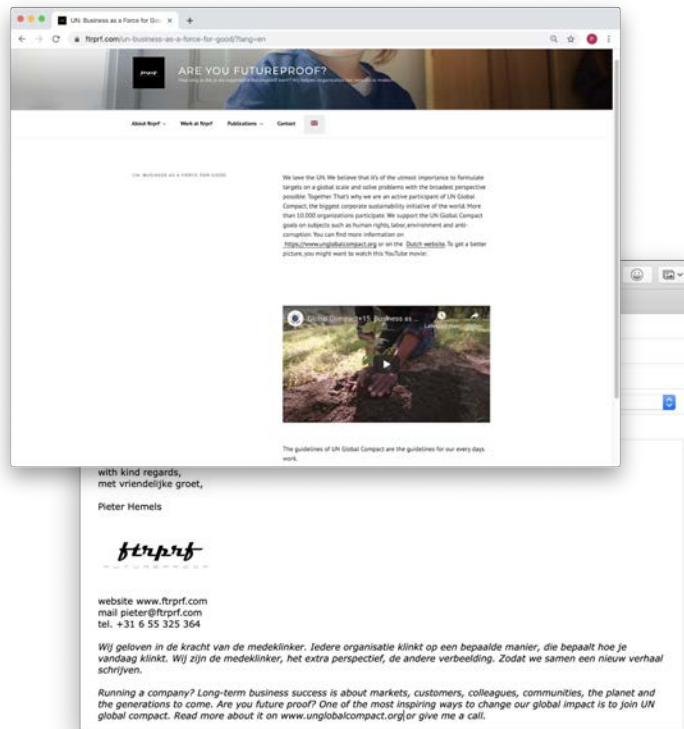 UN: Business as a Force for Goo
ftrprf.com/un-business-as-a-force-for-good/?lang=en
ftrprf
ARE YOU FUTUREPROOF?
About ftrprf
Work at ftrprf
Publications
Contact
UN: BUSINESS AS A FORCE FOR GOOD
We love the UN. We believe that it's of the utmost importance to formulate
targets on a global scale and solve problems with the broadest perspective
possible. Together. That's why we are an active participant of UN Global
Compact, the biggest corporate sustainability initiative of the world. More
than 10.000 organizations participate. We support the UN Global Compact
goals on subjects such as human rights, labor, environment and anti-
corruption. You can find more information on
https://www.unglobalcompact.org or on the Dutch website. To get a better
picture, you might want to watch this YouTube movie:
Global Compact+15: Business as ...
The guidelines of UN Global Compact are the guidelines for our every days
work.
with kind regards,
met vriendelijke groet,
Pieter Hemels
ftrprf
FUTUREPROOF
website www.ftrprf.com
mail pieter@ftrprf.com
tel. +31 6 55 325 364
Wij geloven in de kracht van de medeklinker. Iedere organisatie klinkt op een bepaalde manier, die bepaalt hoe je
vandaag klinkt. Wij zijn de medeklinker, het extra perspectief, de andere verbeelding. Zodat we samen een nieuw verhaal
schrijven.
Running a company? Long-term business success is about markets, customers, colleagues, communities, the planet and
the generations to come. Are you future proof? One of the most inspiring ways to change our global impact is to join UN
global compact. Read more about it on www.unglobalcompact.org or give me a call.